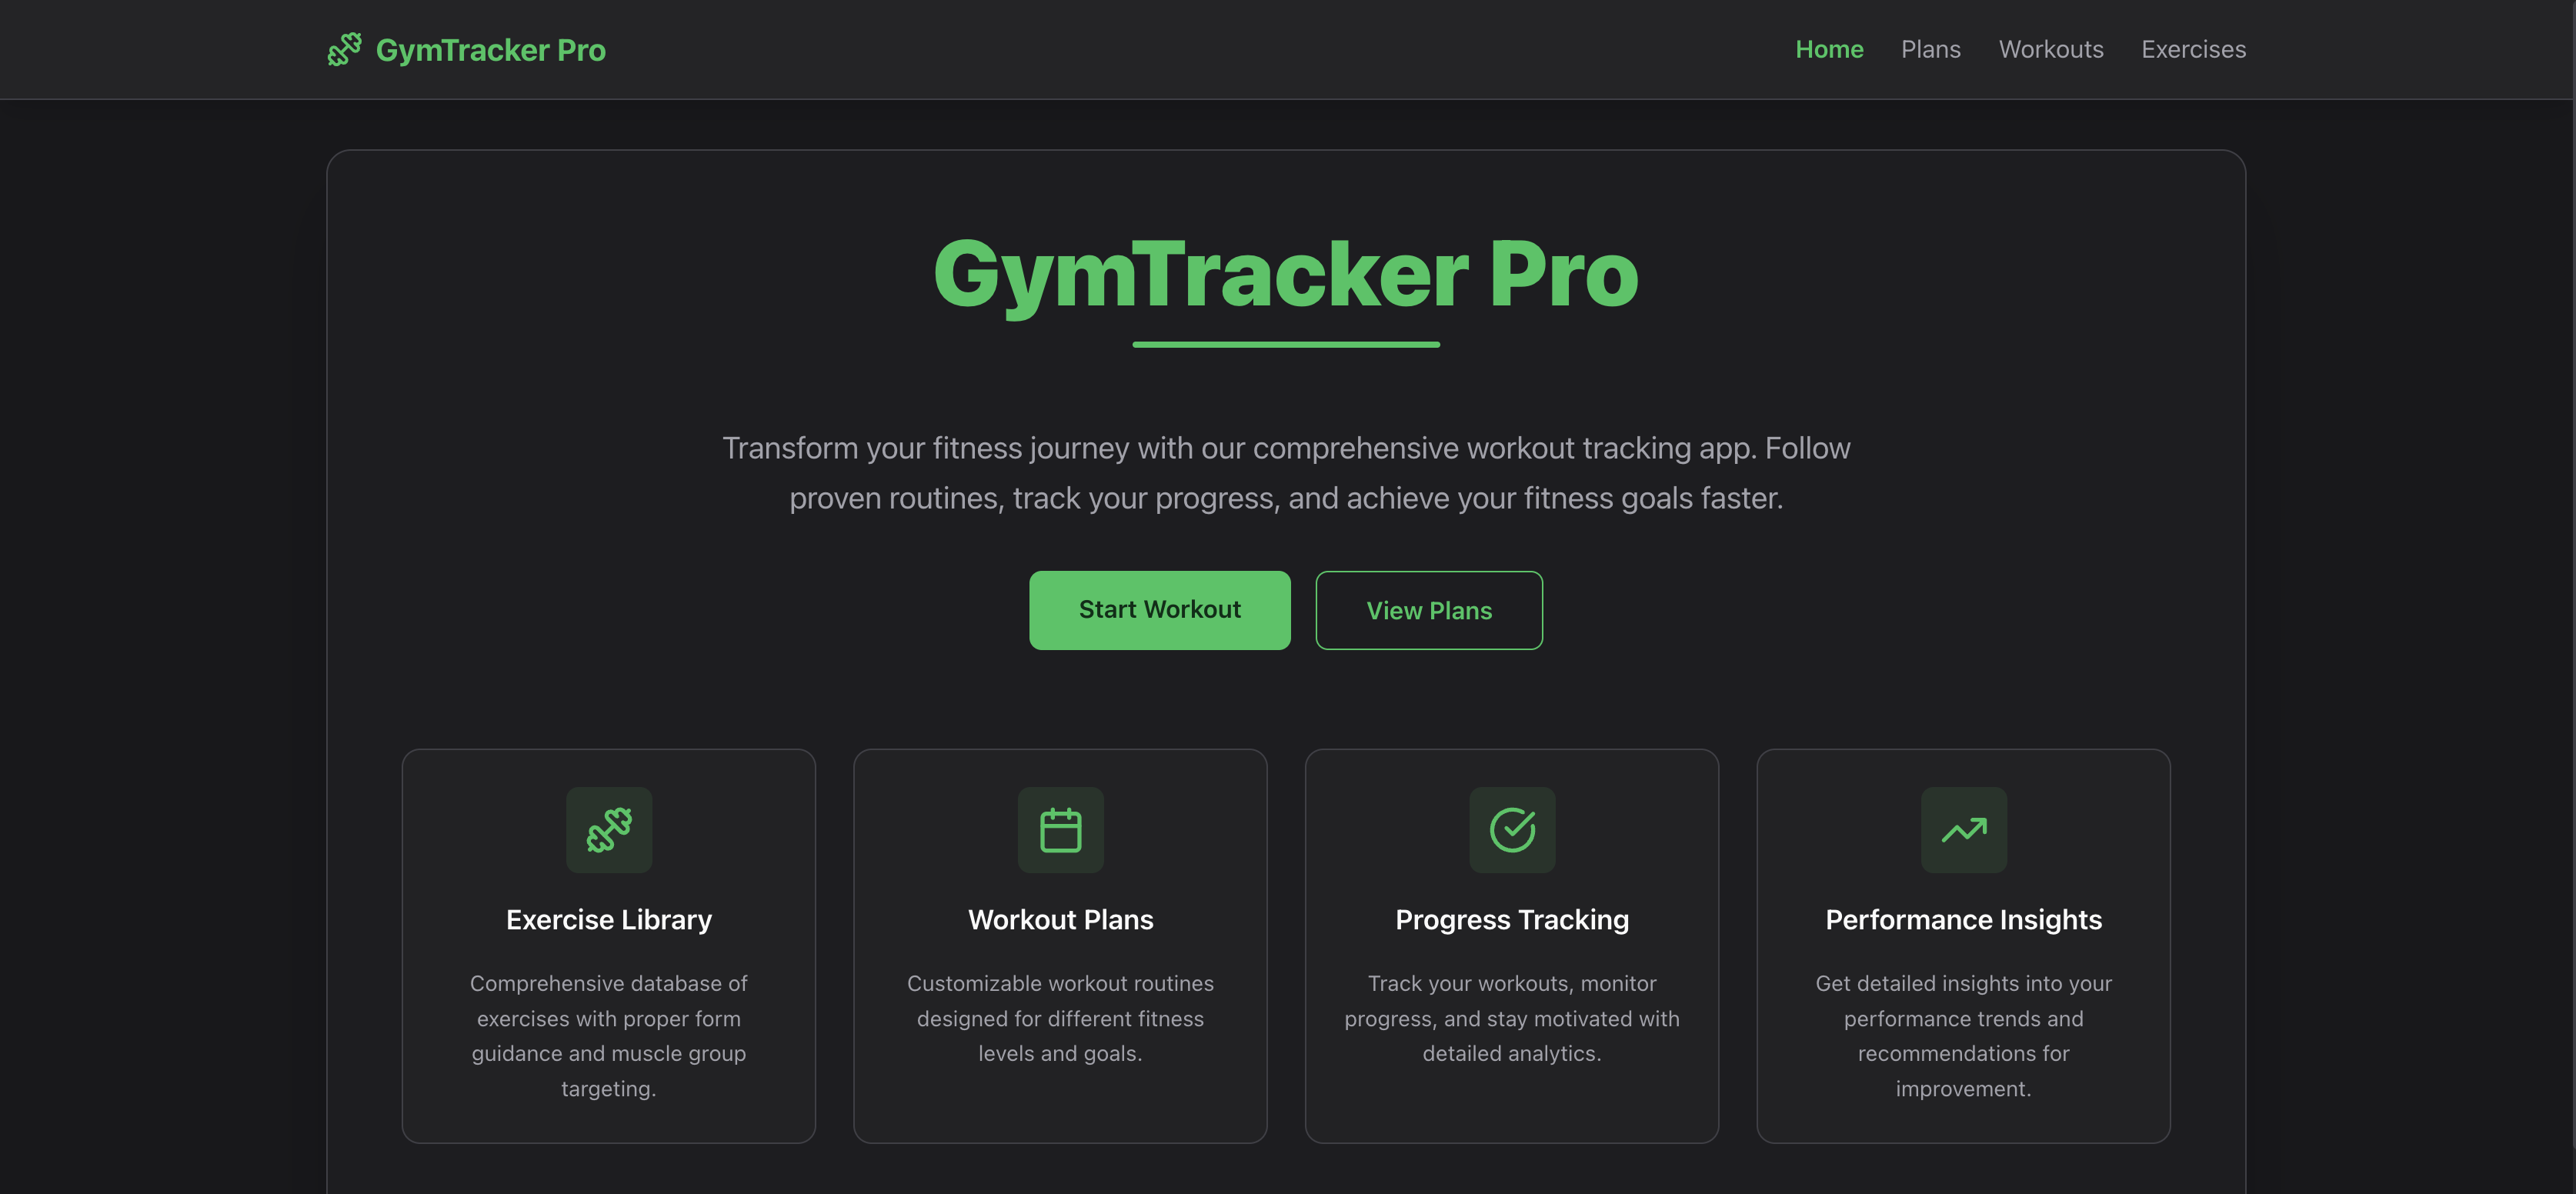 GymTracker Pro
Home
Plans
Workouts
Exercises
GymTracker Pro
Transform your fitness journey with our comprehensive workout tracking app. Follow
proven routines, track your progress, and achieve your fitness goals faster.
Start Workout
View Plans
Exercise Library
Comprehensive database of
exercises with proper form
guidance and muscle group
targeting.
Workout Plans
Customizable workout routines
designed for different fitness
levels and goals.
Progress Tracking
Track your workouts, monitor
progress, and stay motivated with
detailed analytics.
Performance Insights
Get detailed insights into your
performance trends and
recommendations for
improvement.